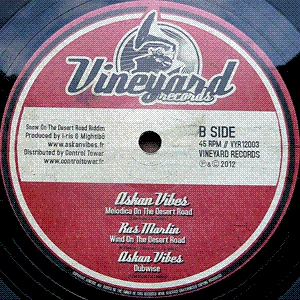 Vineyard
records
Snow On The Desert Road Riddim
Produced by I-ris & Mightibo
www.askanvibes.fr
Distributed by Control Tower
www.controltower.fr
B SIDE
45 RPM // VYR12003
VINEYARD RECORDS
℗&© 2012
Askan Vibes
Melodica On The Desert Road
Ras Martin
Wind On The Desert Road
Askan Vibes
Dubwise